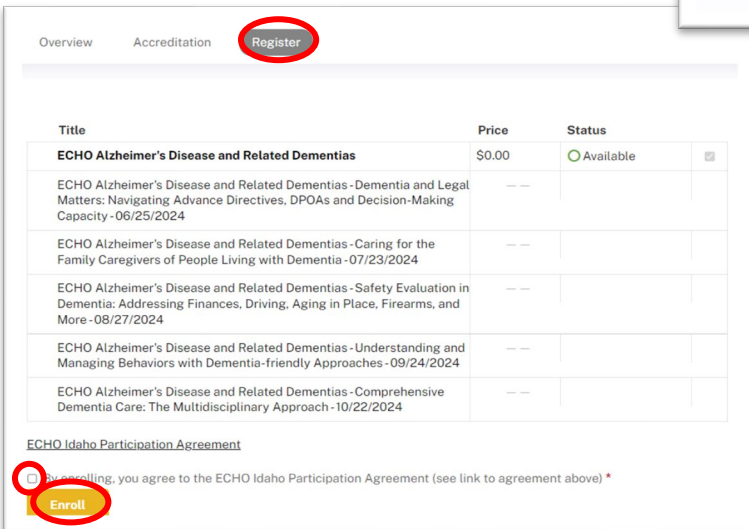 Overview Accreditation Register
Title Price Status
ECHO Alzheimer's Disease and Related Dementias $0.00 Available
ECHO Alzheimer's Disease and Related Dementias - Dementia and Legal — —
Matters: Navigating Advance Directives, DPOAs and Decision-Making
Capacity - 06/25/2024
ECHO Alzheimer's Disease and Related Dementias - Caring for the — —
Family Caregivers of People Living with Dementia - 07/23/2024
ECHO Alzheimer's Disease and Related Dementias - Safety Evaluation in — —
Dementia: Addressing Finances, Driving, Aging in Place, Firearms, and
More - 08/27/2024
ECHO Alzheimer's Disease and Related Dementias - Understanding and — —
Managing Behaviors with Dementia-friendly Approaches - 09/24/2024
ECHO Alzheimer's Disease and Related Dementias - Comprehensive — —
Dementia Care: The Multidisciplinary Approach - 10/22/2024
ECHO Idaho Participation Agreement
By enrolling, you agree to the ECHO Idaho Participation Agreement (see link to agreement above) *
Enroll